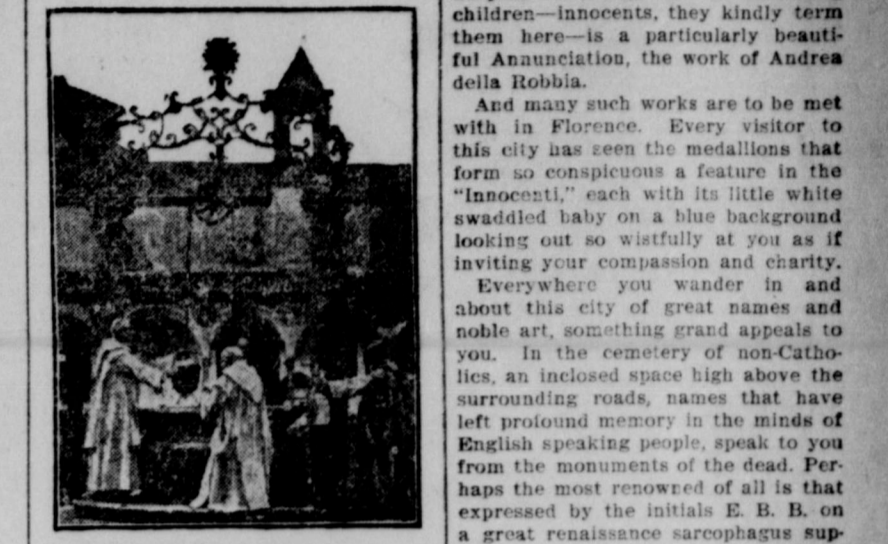 children—innocents, they kindly term
them here—is a particularly beauti-
ful Annunciation, the work of Andrea
della Robbia.
And many such works are to be met
with in Florence. Every visitor to
this city has seen the medallions that
form so conspicuous a feature in the
"Innocenti," each with its little white
swaddled baby on a blue background
looking out so wistfully at you as if
inviting your compassion and charity.
Everywhere you wander in and
about this city of great names and
noble art, something grand appeals to
you. In the cemetery of non-Catho-
lics, an inclosed space high above the
surrounding roads, names that have
left profound memory in the minds of
English speaking people, speak to you
from the monuments of the dead. Per-
haps the most renowned of all is that
expressed by the initials E. B. B. on
a great renaissance sarcophagus sup-